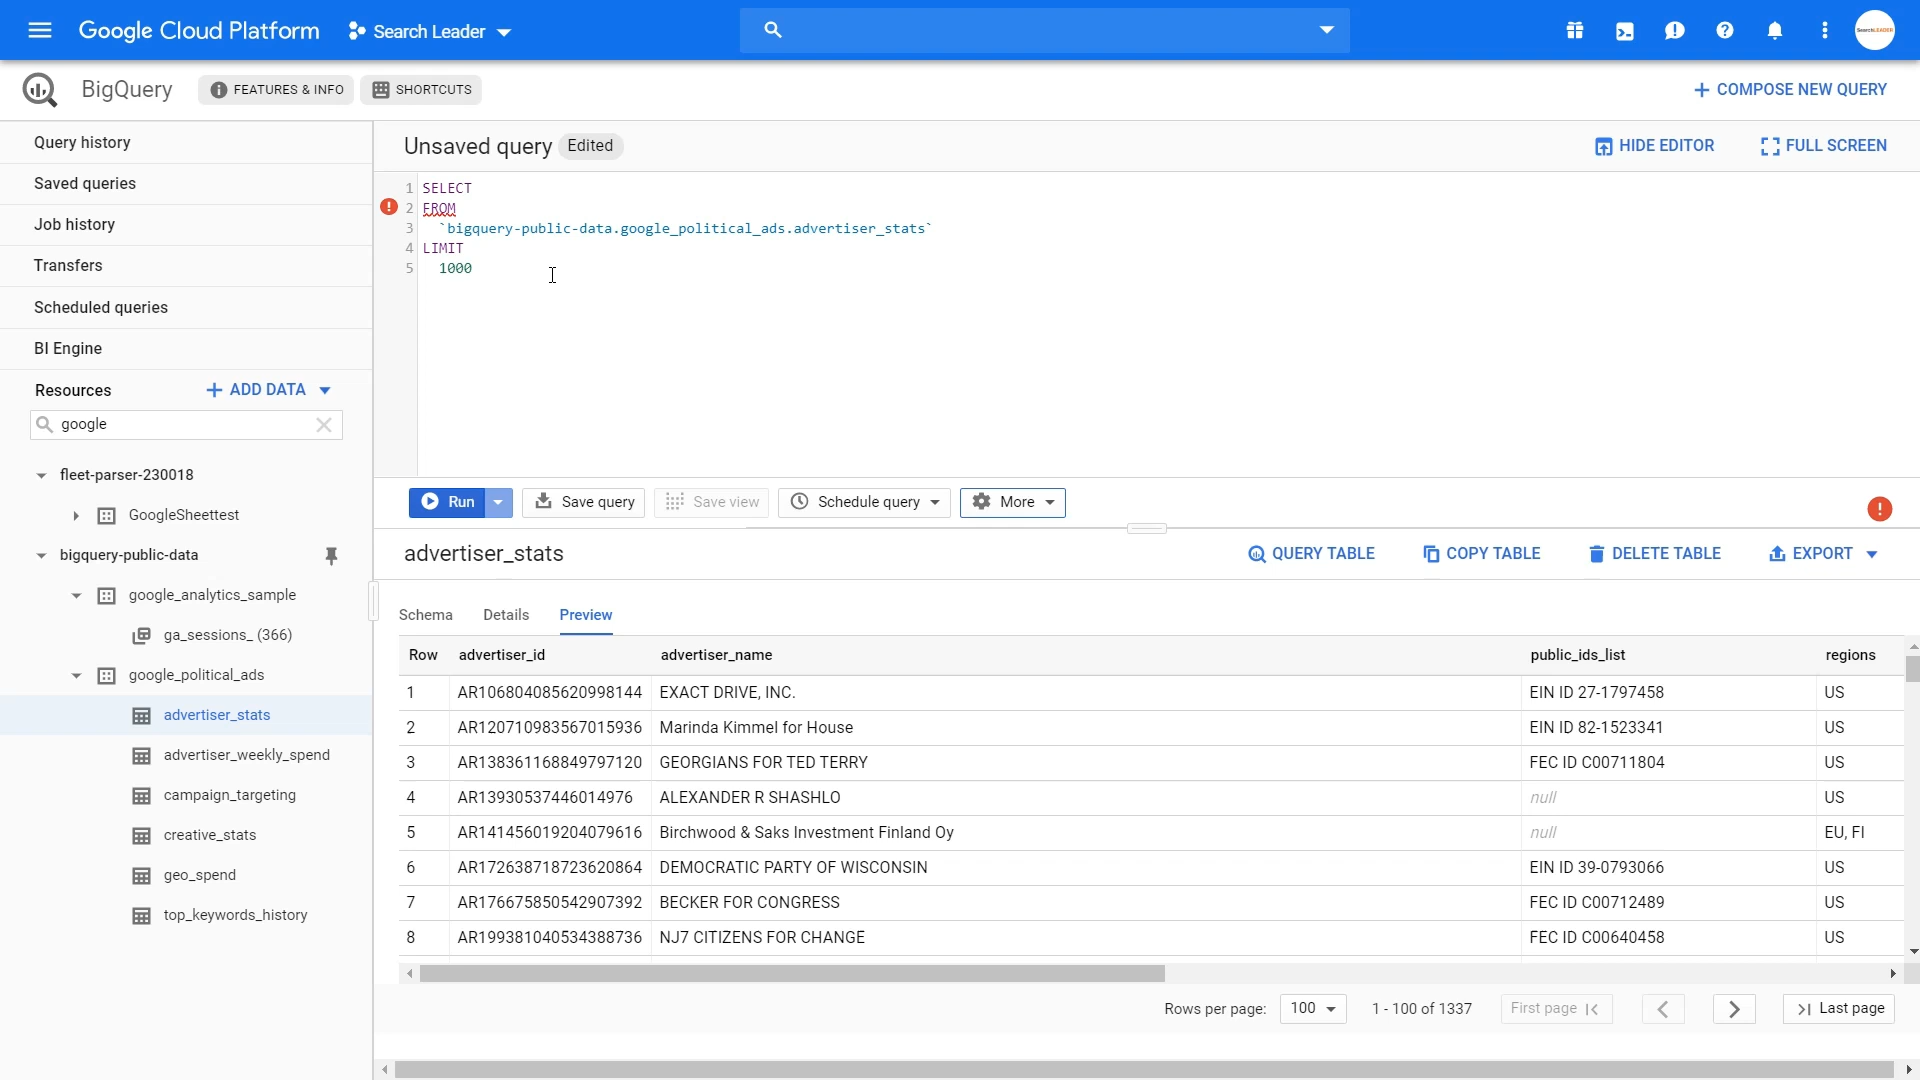 Google Cloud Platform Search Leader SearchLEADER
BigQuery FEATURES & INFO SHORTCUTS + COMPOSE NEW QUERY
Query history
Saved queries
Job history
Transfers
Scheduled queries
BI Engine
Resources + ADD DATA
google
fleet-parser-230018
GoogleSheettest
bigquery-public-data
google_analytics_sample
ga_sessions_ (366)
google_political_ads
advertiser_stats
advertiser_weekly_spend
campaign_targeting
creative_stats
geo_spend
top_keywords_history
Unsaved query Edited HIDE EDITOR FULL SCREEN
1 SELECT
2 FROM
3 `bigquery-public-data.google_political_ads.advertiser_stats`
4 LIMIT
5 1000
Run Save query Save view Schedule query More
advertiser_stats QUERY TABLE COPY TABLE DELETE TABLE EXPORT
Schema Details Preview
Row advertiser_id advertiser_name public_ids_list regions
1 AR106804085620998144 EXACT DRIVE, INC. EIN ID 27-1797458 US
2 AR120710983567015936 Marinda Kimmel for House EIN ID 82-1523341 US
3 AR138361168849797120 GEORGIANS FOR TED TERRY FEC ID C00711804 US
4 AR13930537446014976 ALEXANDER R SHASHLO null US
5 AR141456019204079616 Birchwood & Saks Investment Finland Oy null EU, FI
6 AR172638718723620864 DEMOCRATIC PARTY OF WISCONSIN EIN ID 39-0793066 US
7 AR176675850542907392 BECKER FOR CONGRESS FEC ID C00712489 US
8 AR199381040534388736 NJ7 CITIZENS FOR CHANGE FEC ID C00640458 US
Rows per page: 100 1 - 100 of 1337 First page Last page